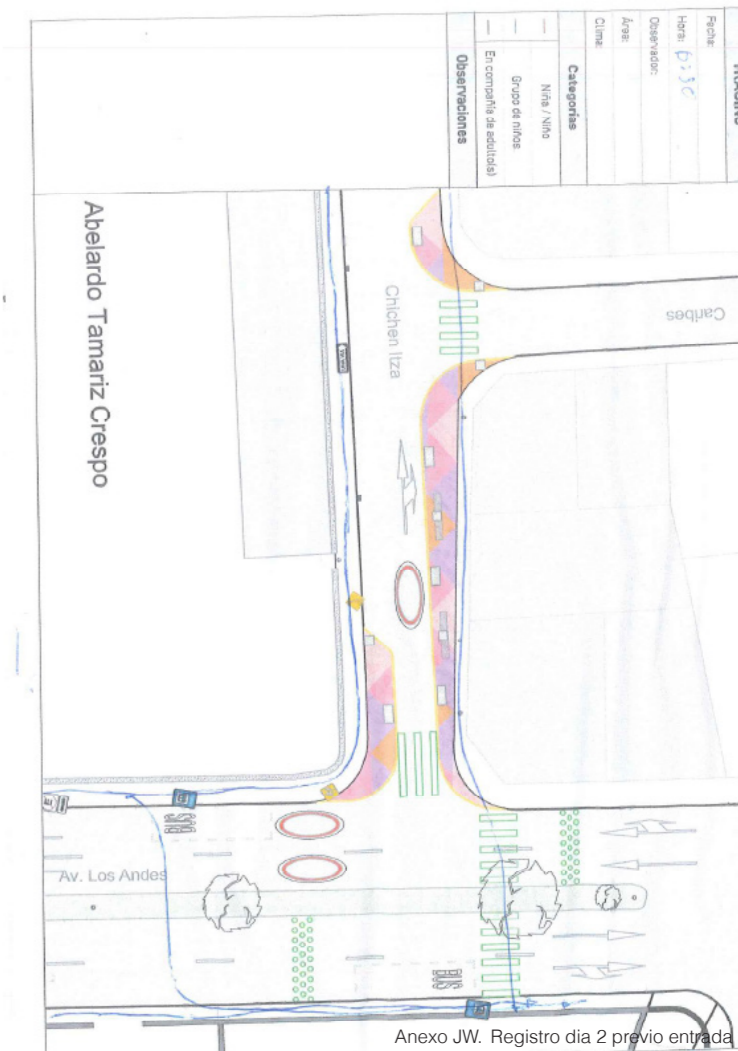 Fecha:
Hora: 6:30
Observador:
Área:
Clima:
Categorías
Niña / Niño
Grupo de niños
En compañía de adulto(s)
Observaciones
Abelardo Tamariz Crespo
Chichen Itza
Caribes
Av. Los Andes
BUS
BUS
Anexo JW. Registro dia 2 previo entrada